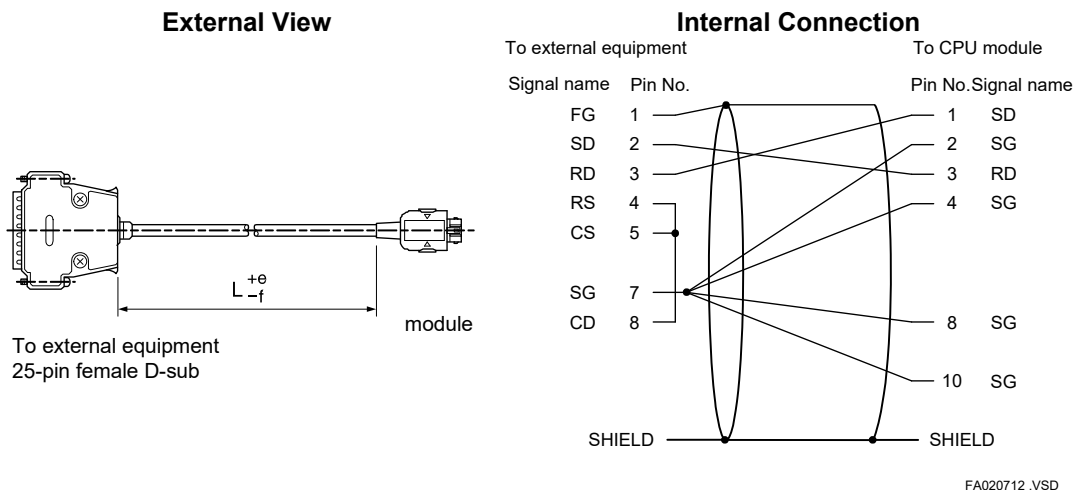 External View
L +e −f
module
To external equipment
25-pin female D-sub
Internal Connection
To external equipment To CPU module
Signal name Pin No. Pin No. Signal name
FG 1 1 SD
SD 2 2 SG
RD 3 3 RD
RS 4 4 SG
CS 5
SG 7
CD 8 8 SG
10 SG
SHIELD SHIELD
FA020712 .VSD